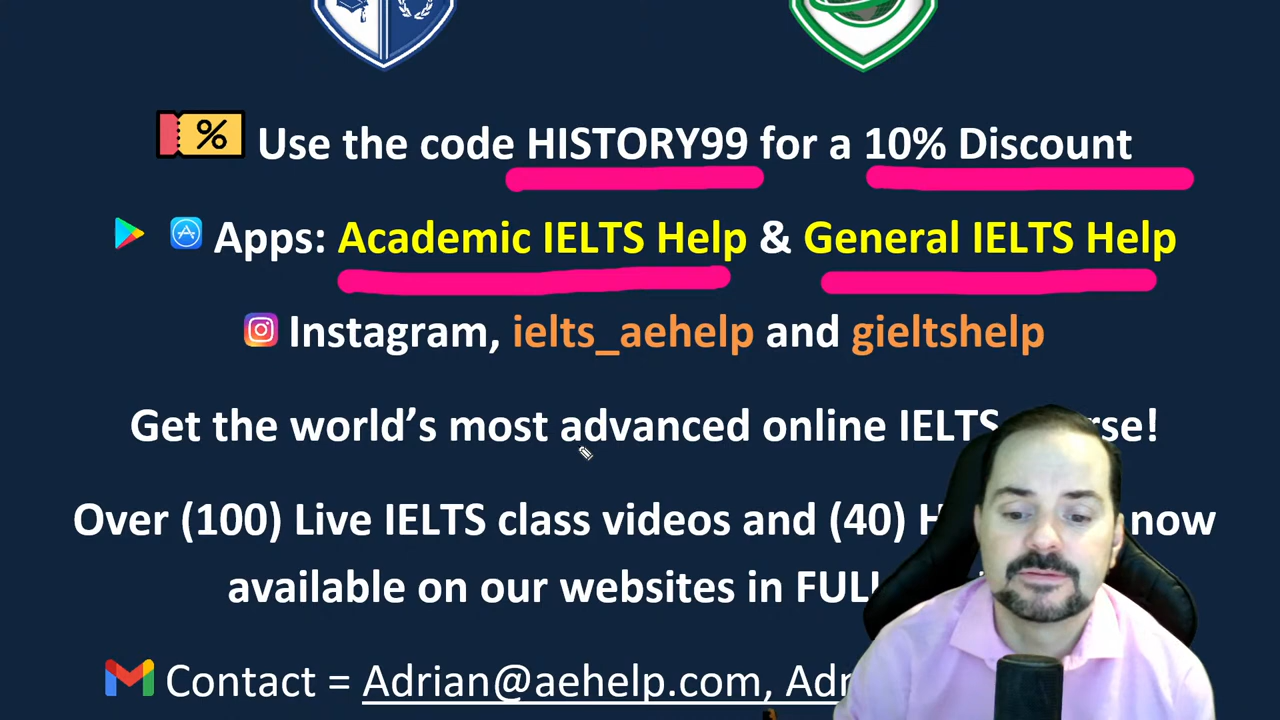 % Use the code HISTORY99 for a 10% Discount
Apps: Academic IELTS Help & General IELTS Help
Instagram, ielts_aehelp and gieltshelp
Get the world’s most advanced online IELTS
Over (100) Live IELTS class videos and (40) now
available on our websites in
Contact = Adrian@aehelp.com,